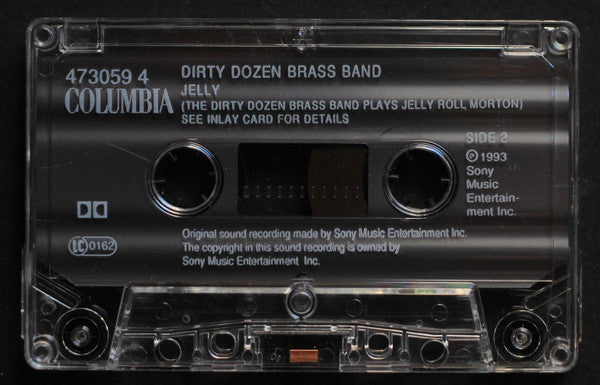 473059 4
COLUMBIA
DIRTY DOZEN BRASS BAND
JELLY
(THE DIRTY DOZEN BRASS BAND PLAYS JELLY ROLL MORTON)
SEE INLAY CARD FOR DETAILS
SIDE 2
℗ 1993
Sony
Music
Entertain-
ment Inc.
LC 0162
Original sound recording made by Sony Music Entertainment Inc.
The copyright in this sound recording is owned by
Sony Music Entertainment Inc.